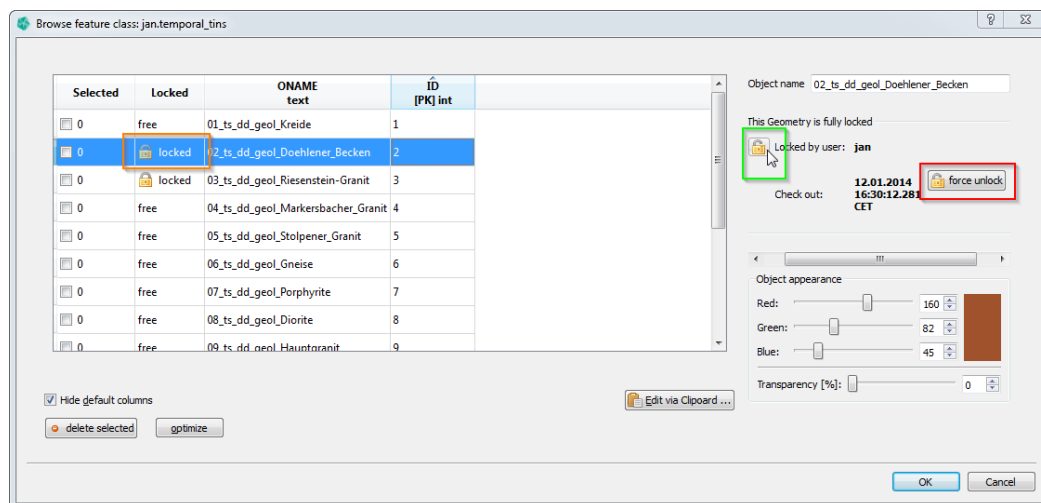 Browse feature class: jan.temporal_tins
Selected Locked ONAME text ID [PK] int
0 free 01_ts_dd_geol_Kreide 1
0 locked 02_ts_dd_geol_Doehlener_Becken 2
0 locked 03_ts_dd_geol_Riesenstein-Granit 3
0 free 04_ts_dd_geol_Markersbacher_Granit 4
0 free 05_ts_dd_geol_Stolpener_Granit 5
0 free 06_ts_dd_geol_Gneise 6
0 free 07_ts_dd_geol_Porphyrite 7
0 free 08_ts_dd_geol_Diorite 8
0 free 09_ts_dd_geol_Hauptgranit 9
Hide default columns
Edit via Clipoard ...
delete selected optimize
Object name 02_ts_dd_geol_Doehlener_Becken
This Geometry is fully locked
Locked by user: jan
Check out: 12.01.2014
16:30:12.281
CET
force unlock
Object appearance
Red: 160
Green: 82
Blue: 45
Transparency [%]: 0
OK Cancel